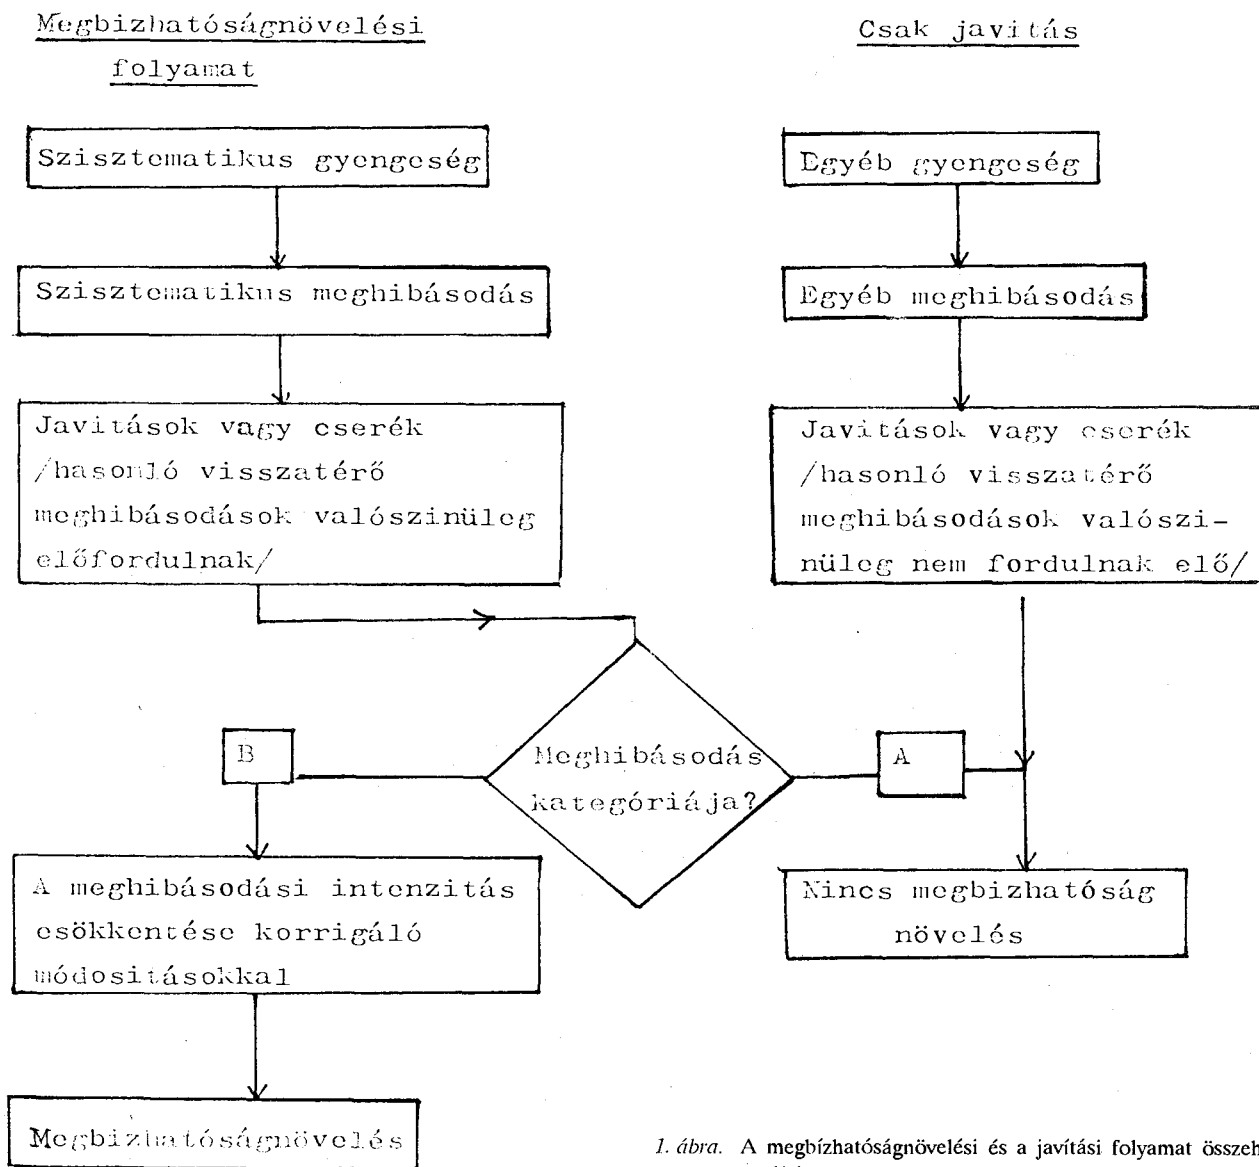 Megbizhatóságnövelési
folyamat
Csak javitás
Szisztematikus gyengeség
Egyéb gyengeség
Szisztematikus meghibásodás
Egyéb meghibásodás
Javitások vagy cserék
/hasonló visszatérő
meghibásodások valószinüleg
előfordulnak/
Javitások vagy cserék
/hasonló visszatérő
meghibásodások valószi-
nüleg nem fordulnak elő/
Meghibásodás
kategóriája?
B
A
A meghibásodási intenzitás
csökkentése korrigáló
módositásokkal
Nincs megbizhatóság
növelés
Megbizhatóságnövelés
1. ábra. A megbízhatóságnövelési és a javítási folyamat összeh